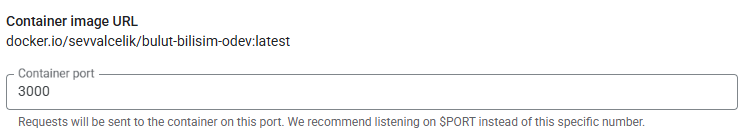 Container image URL
docker.io/sevvalcelik/bulut-bilisim-odev:latest
Container port
3000
Requests will be sent to the container on this port. We recommend listening on $PORT instead of this specific number.